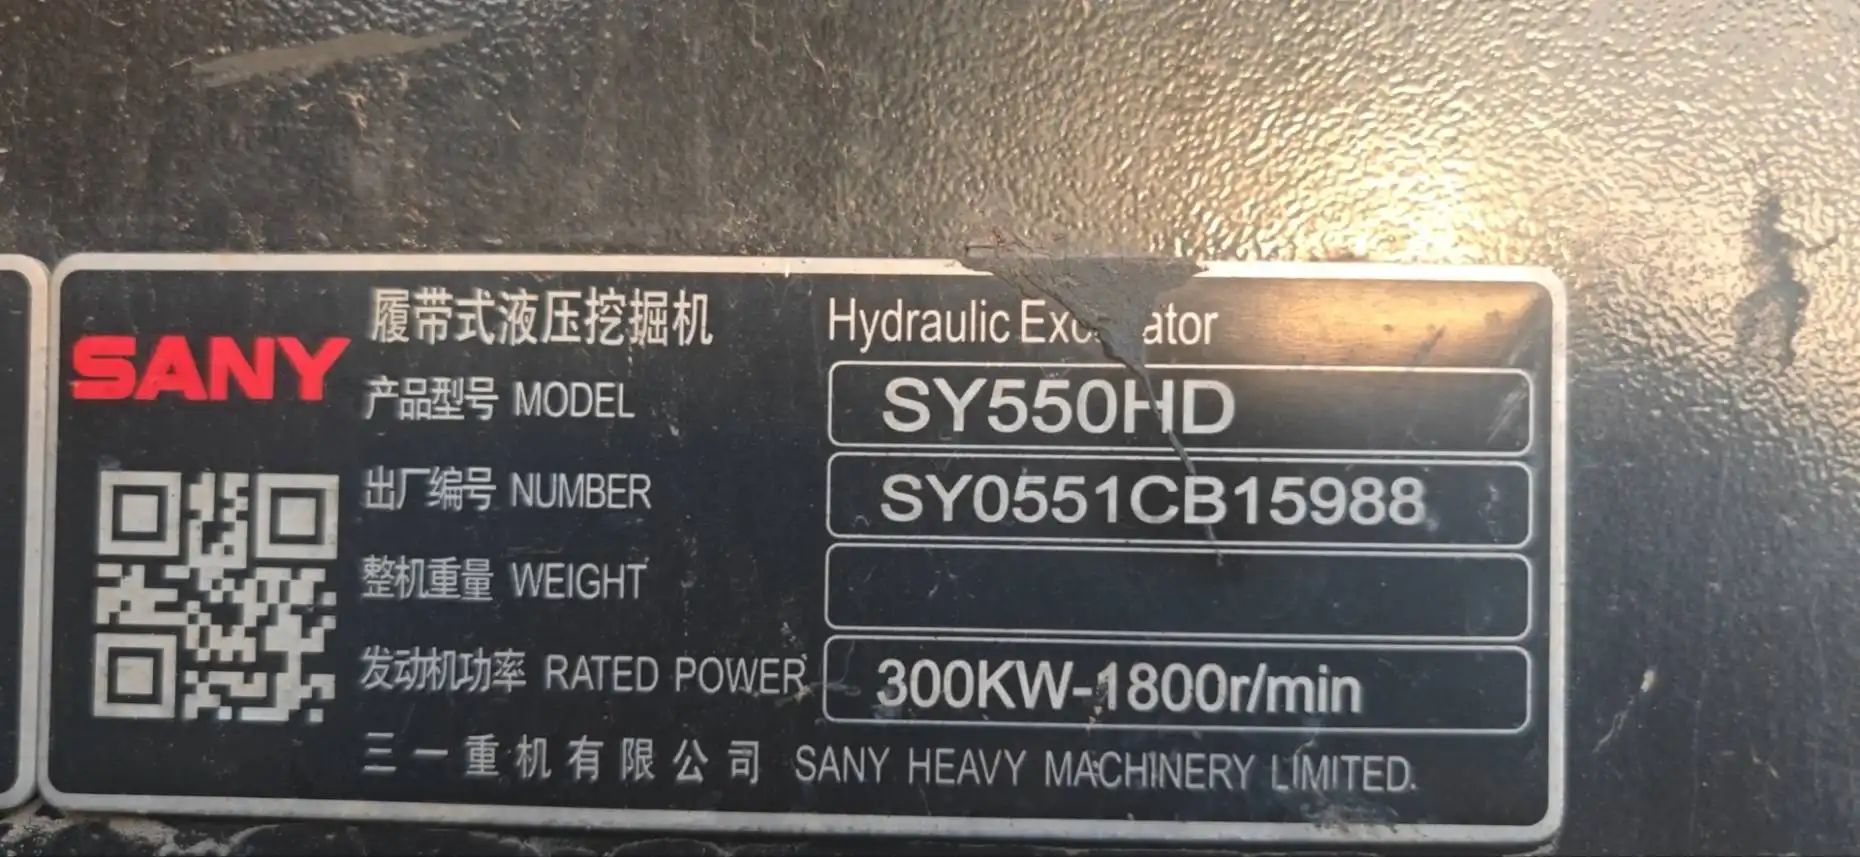 SANY
履带式液压挖掘机 Hydraulic
产品型号 MODEL SY550HD
出厂编号 NUMBER SY0551CB15988
整机重量 WEIGHT
发动机功率 RATED POWER 300KW-1800r/min
三一重机有限公司 SANY HEAVY MACHINERY LIMITED.